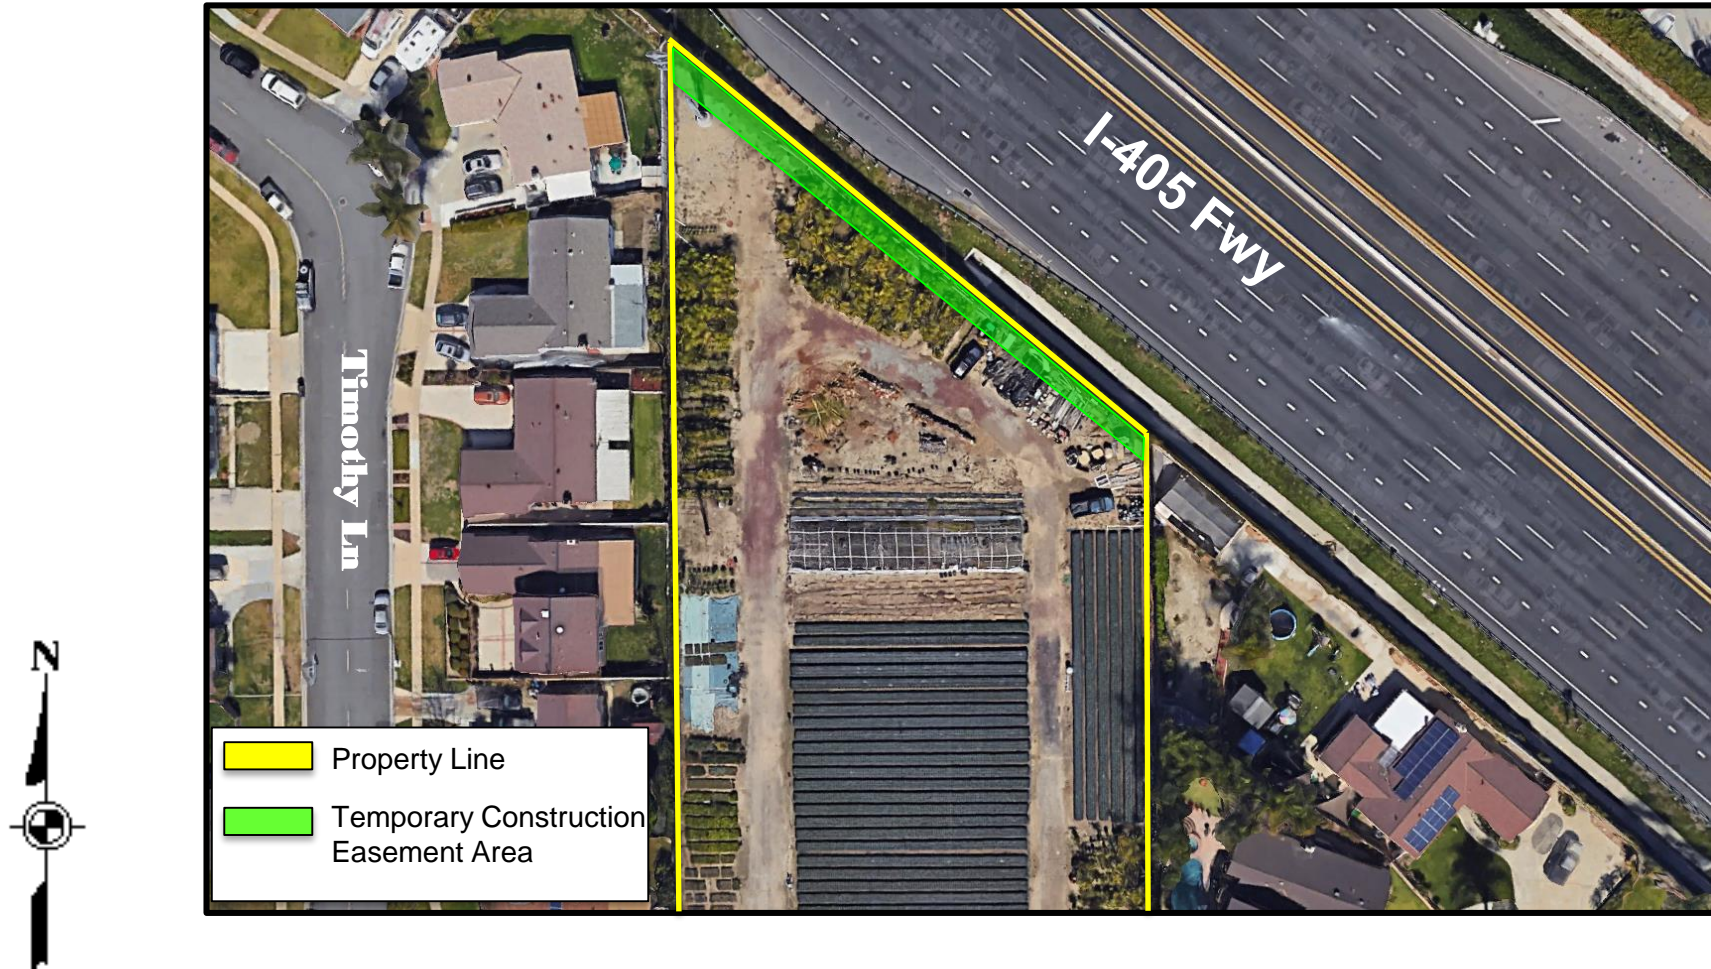 I-405 Fwy
Timothy Ln
N
Property Line
Temporary Construction
Easement Area